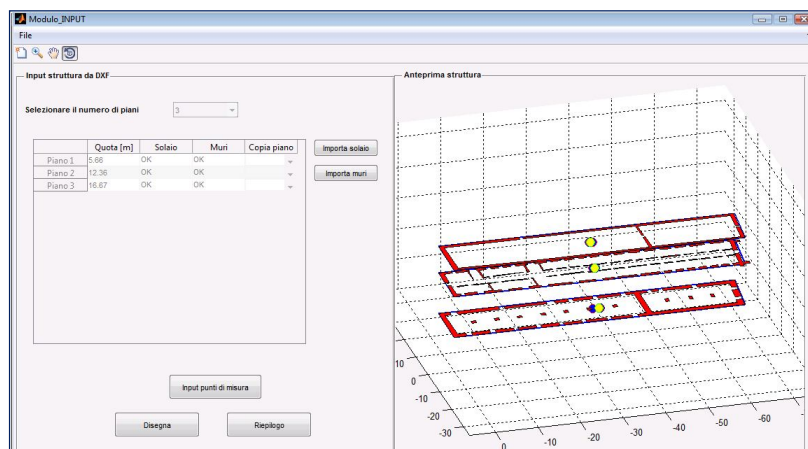 Modulo_INPUT
File
Input struttura da DXF
Selezionare il numero di piani
3
Quota [m] Solaio Muri Copia piano
Piano 1 5.66 OK OK
Piano 2 12.36 OK OK
Piano 3 16.67 OK OK
Importa solaio
Importa muri
Input punti di misura
Disegna
Riepilogo
Anteprima struttura
10
0
-10
-20
-30
0
-10
-20
-30
-40
-50
-60